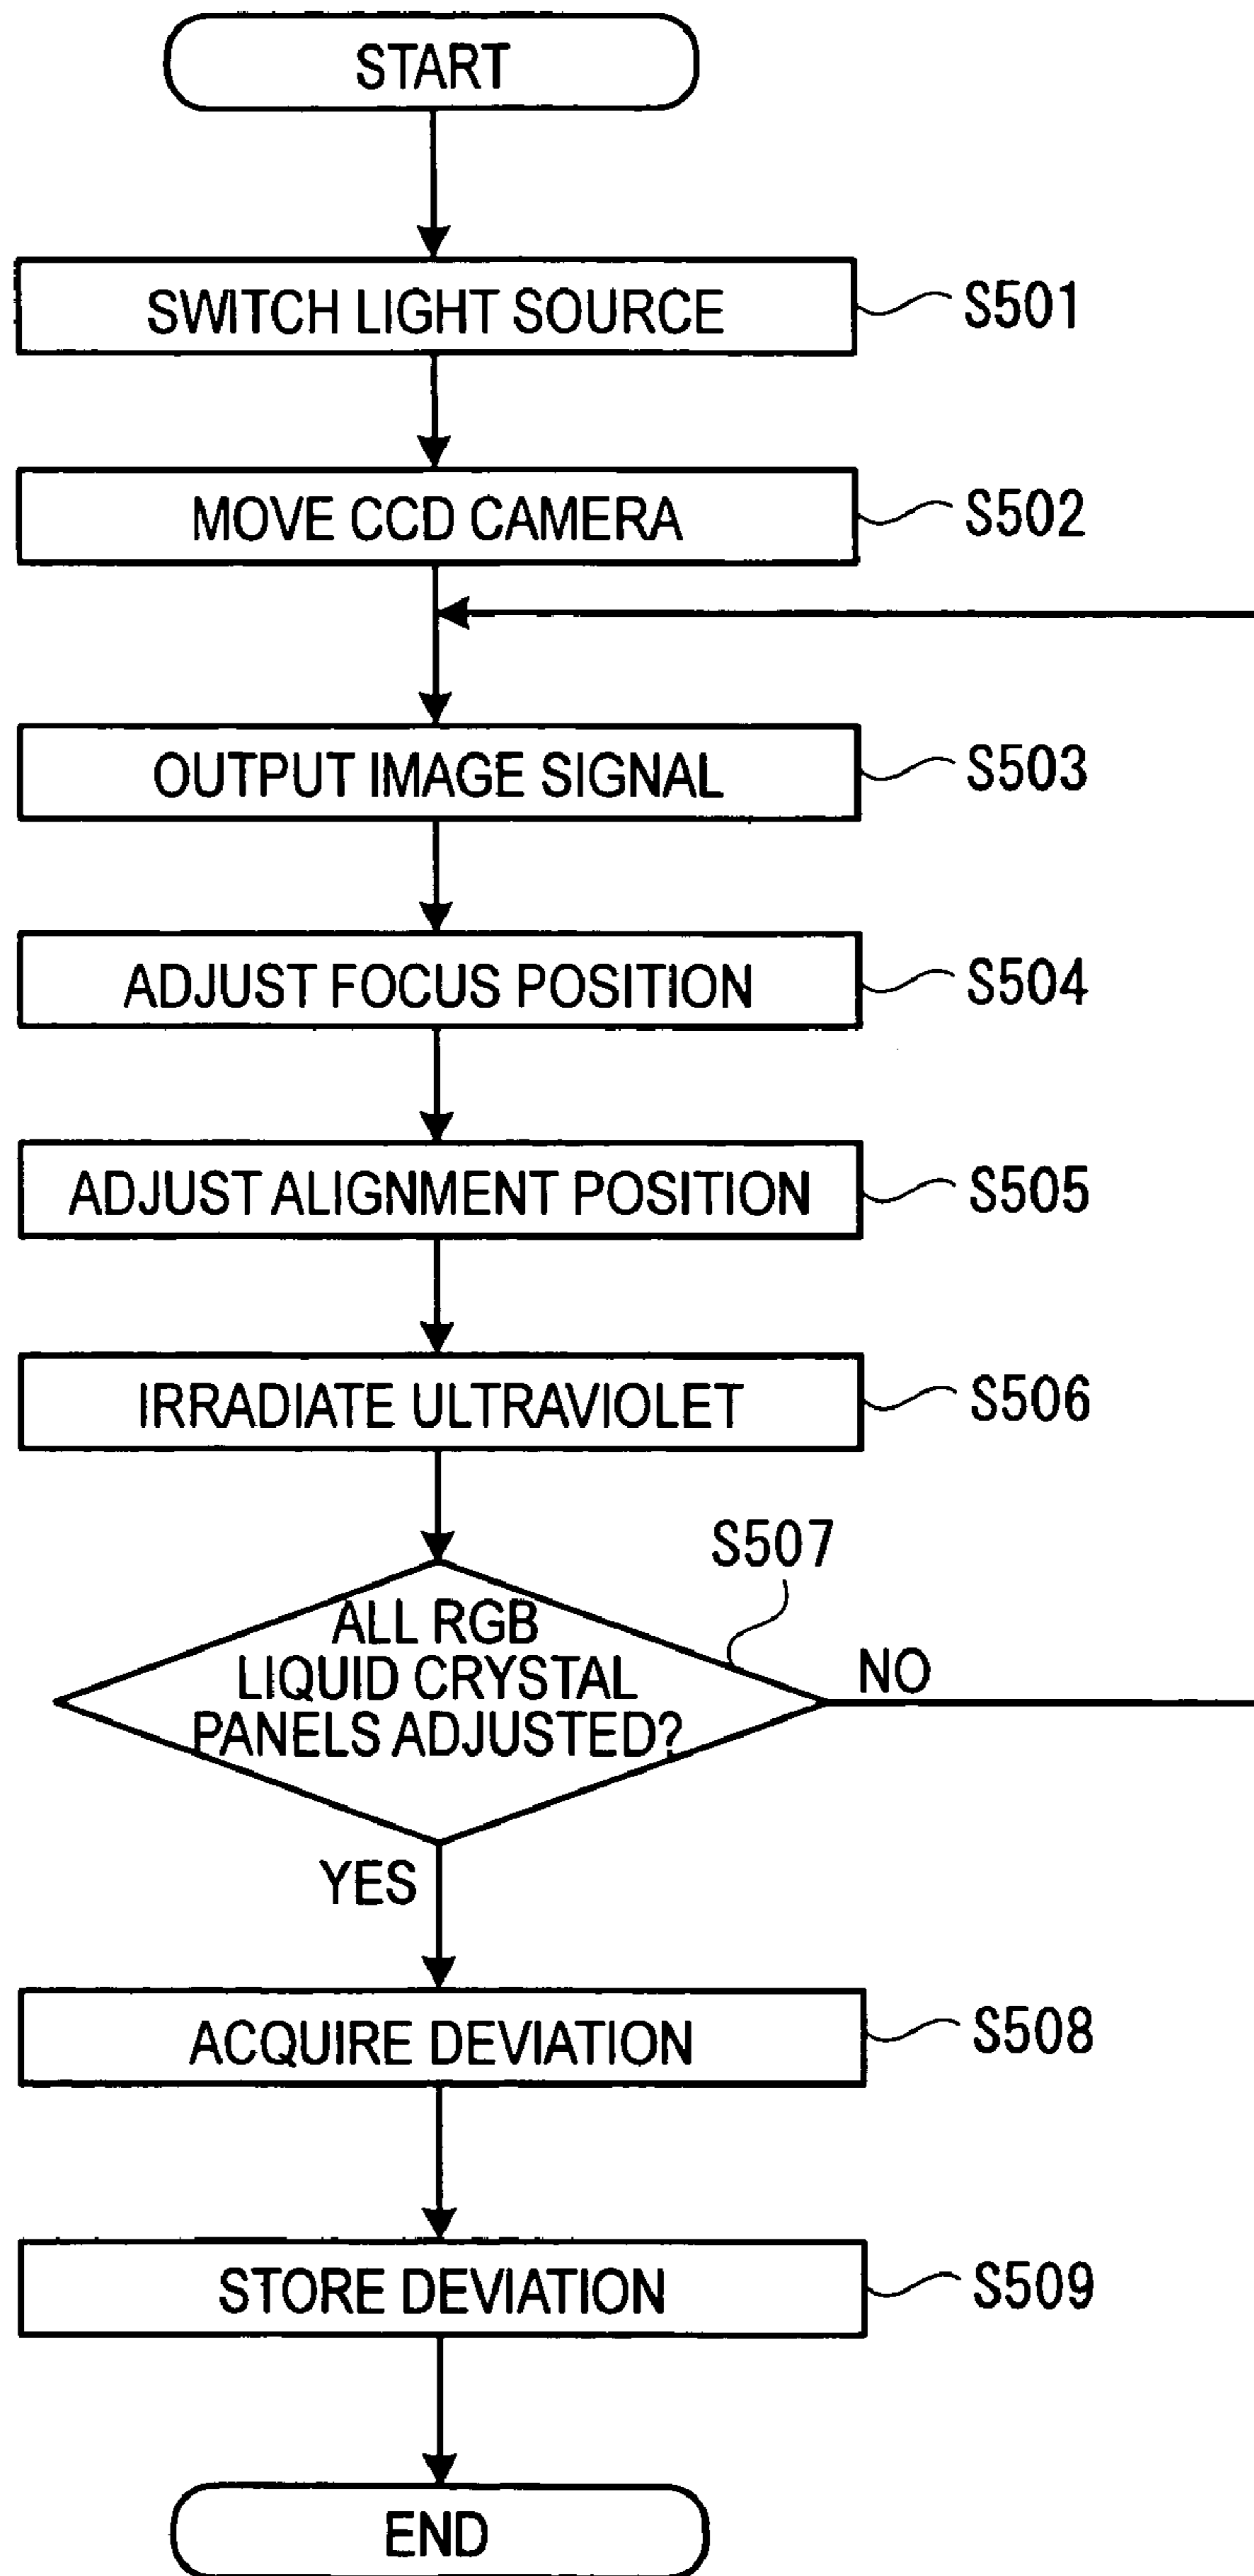 START
SWITCH LIGHT SOURCE
S501
MOVE CCD CAMERA
S502
OUTPUT IMAGE SIGNAL
S503
ADJUST FOCUS POSITION
S504
ADJUST ALIGNMENT POSITION
S505
IRRADIATE ULTRAVIOLET
S506
S507
ALL RGB
LIQUID CRYSTAL
PANELS ADJUSTED?
NO
YES
ACQUIRE DEVIATION
S508
STORE DEVIATION
S509
END